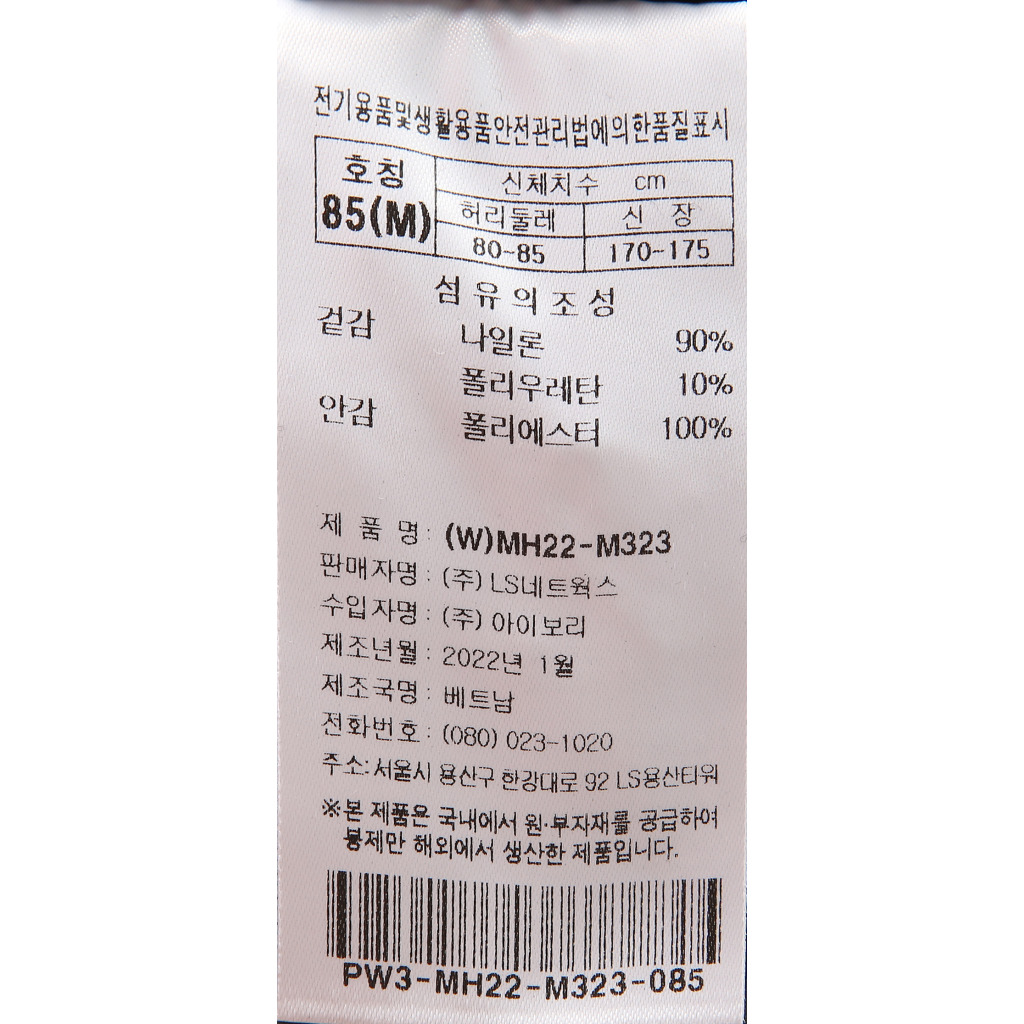 전기용품및생활용품안전관리법에의한품질표시
호칭
85(M)
신체치수 cm
허리둘레 신 장
80-85 170-175
섬 유 의 조 성
겉감 나일론 90%
폴리우레탄 10%
안감 폴리에스터 100%
제 품 명 : (W)MH22-M323
판매자명 : (주) LS네트웍스
수입자명 : (주) 아이보리
제조년월 : 2022년 1월
제조국명 : 베트남
전화번호 : (080) 023-1020
주소: 서울시 용산구 한강대로 92 LS용산타워
※본 제품은 국내에서 원·부자재를 공급하여
봉제만 해외에서 생산한 제품입니다.
PW3-MH22-M323-085